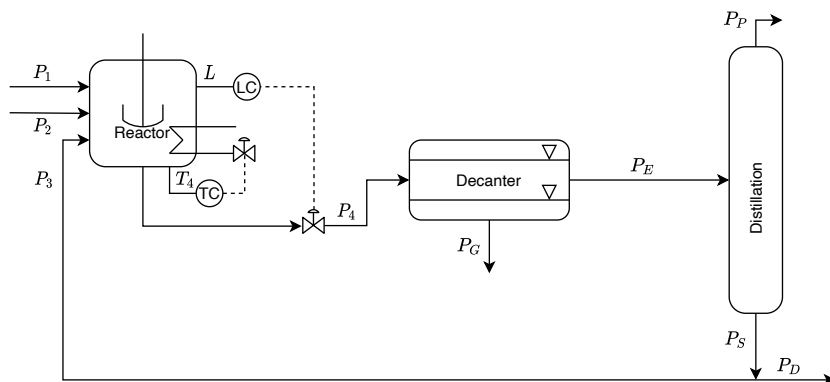 P_P
P_1
L
LC
P_2
Reactor
P_3
T_4
TC
P_4
Decanter
P_E
Distillation
P_G
P_S
P_D